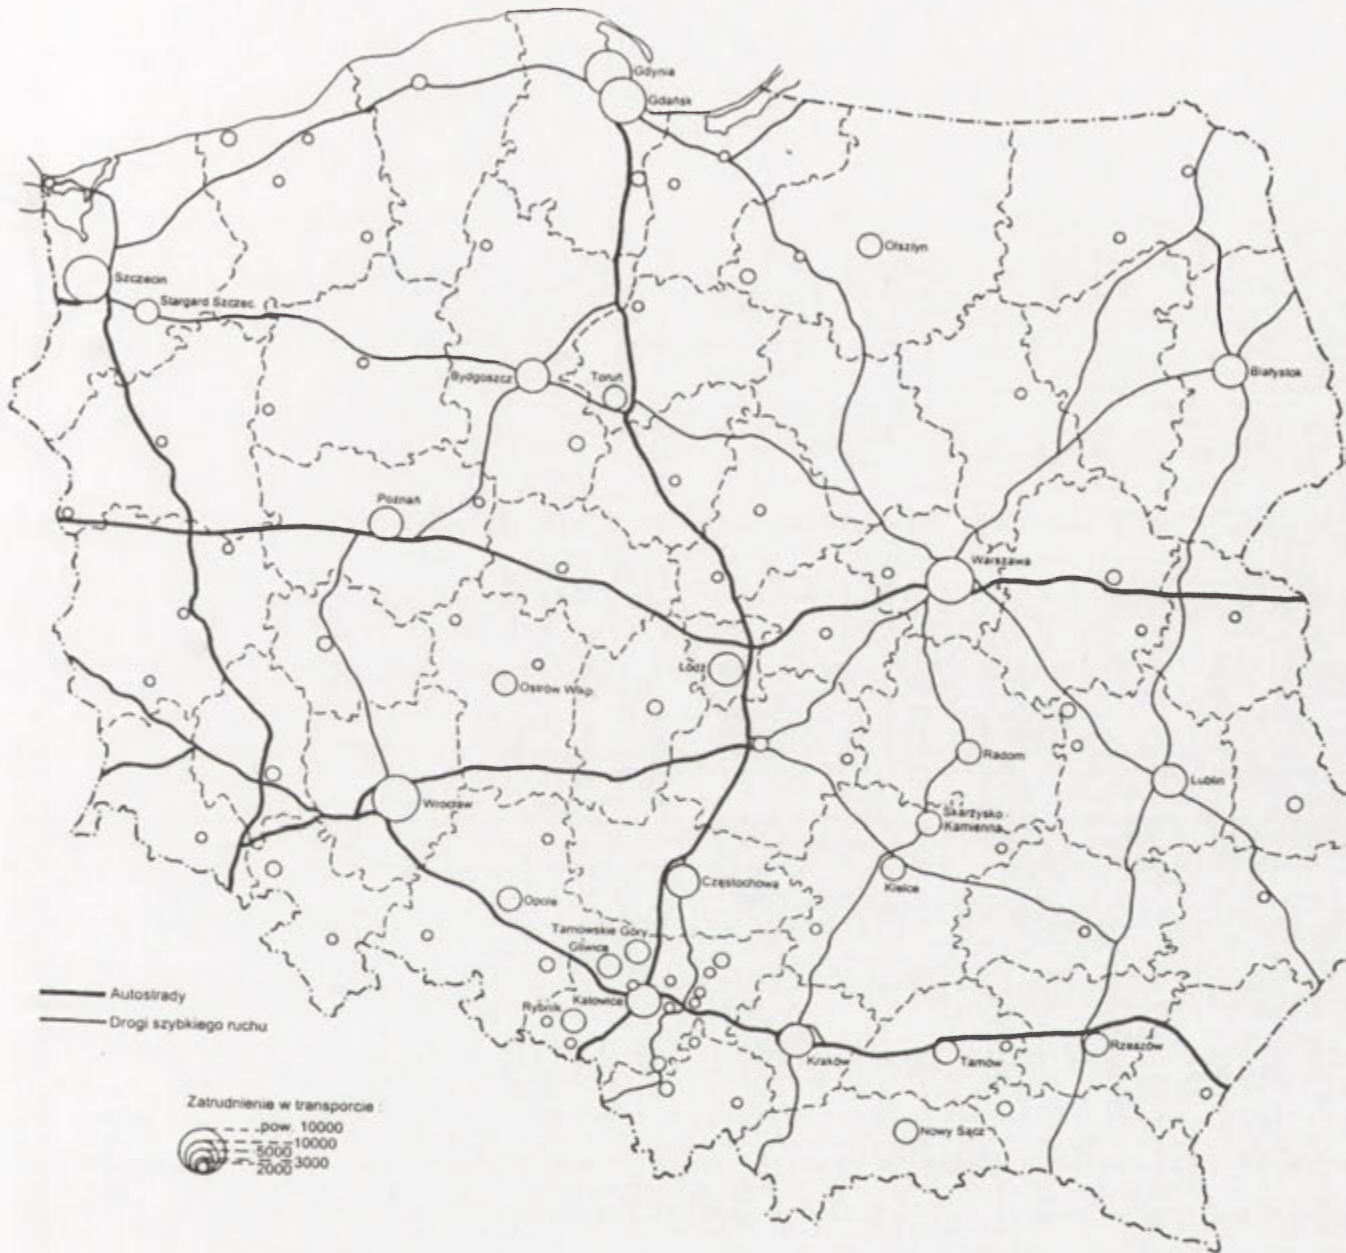 Gdynia
Gdańsk
Olsztyn
Szczecin
Stargard Szczec.
Bydgoszcz
Toruń
Białystok
Poznań
Warszawa
Łódź
Ostrów Wlkp.
Radom
Lublin
Wrocław
Skarżysko -
Kamienna
Częstochowa
Kielce
Opole
Tarnowskie Góry
Gliwice
Katowice
Rybnik
Kraków
Tarnów
Rzeszów
Nowy Sącz
Autostrady
Drogi szybkiego ruchu
Zatrudnienie w transporcie :
pow. 10000
10000
5000
3000
2000